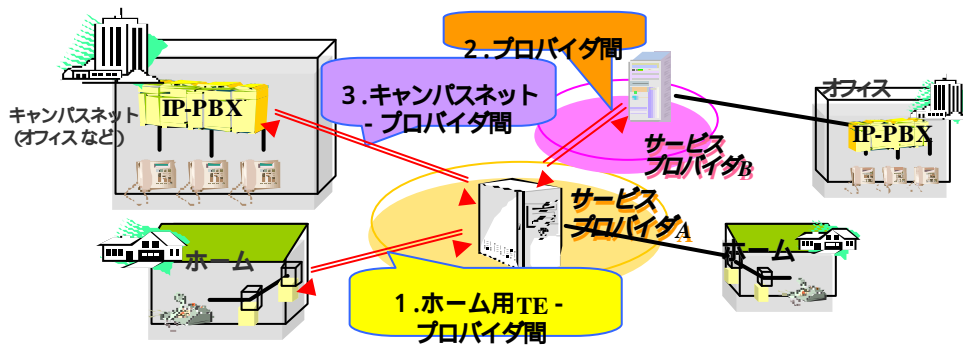 2.プロバイダ間
オフィス
IP-PBX
IP-PBX
3.キャンパスネット
- プロバイダ間
キャンパスネット
(オフィスなど)
サービス
プロバイダB
サービス
プロバイダA
ホーム
ホーム
1.ホーム用TE -
プロバイダ間